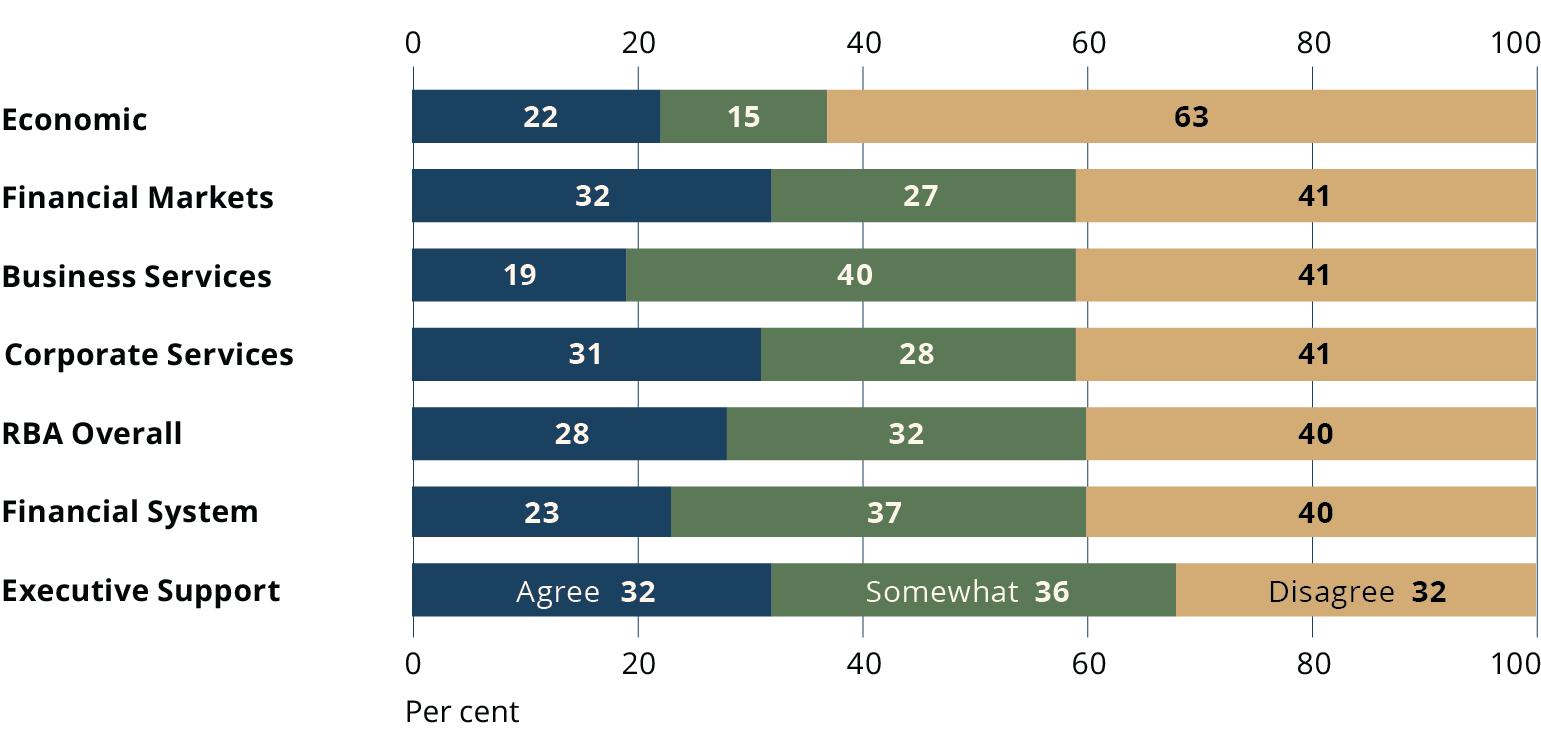 0 20 40 60 80 100
Economic 22 15 63
Financial Markets 32 27 41
Business Services 19 40 41
Corporate Services 31 28 41
RBA Overall 28 32 40
Financial System 23 37 40
Executive Support Agree 32 Somewhat 36 Disagree 32
0 20 40 60 80 100
Per cent